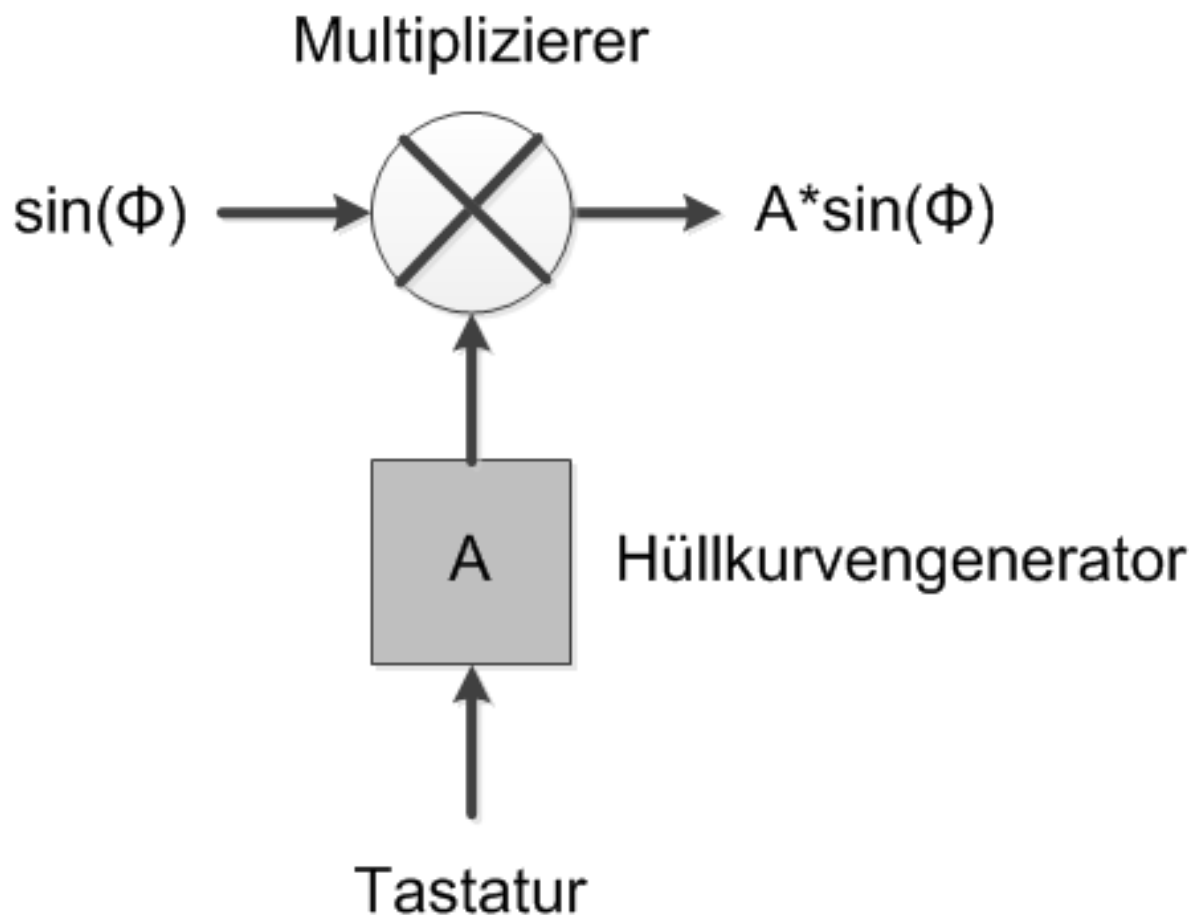 Multiplizierer
sin(Φ)
A*sin(Φ)
A
Hüllkurvengenerator
Tastatur